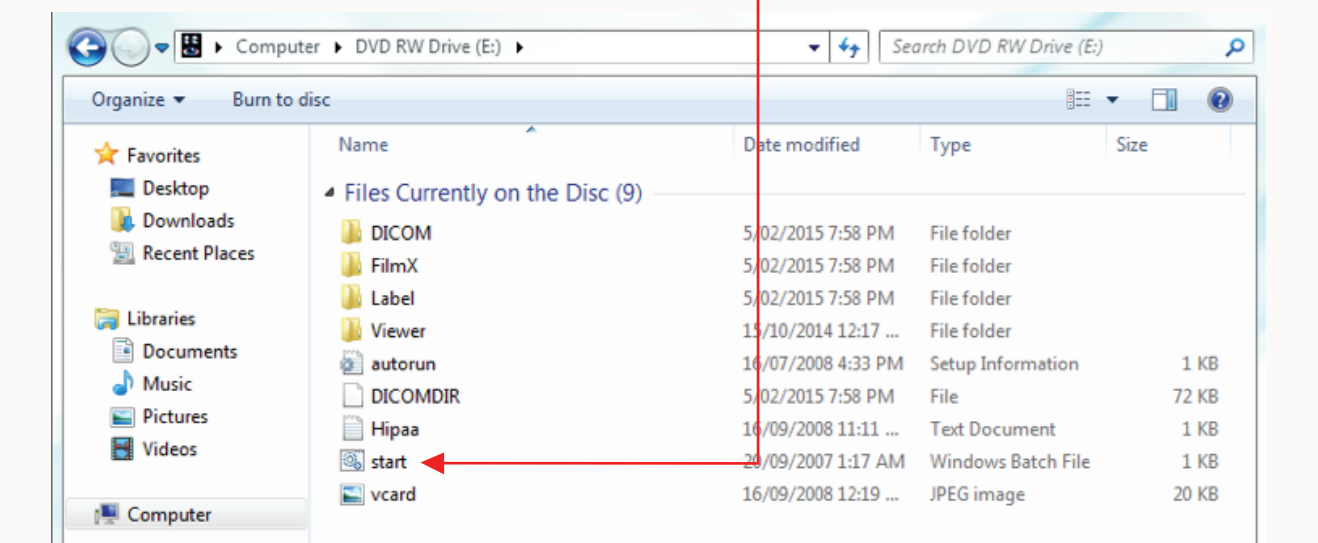 Computer DVD RW Drive (E:) Search DVD RW Drive (E:)
Organize Burn to disc
Favorites
Desktop
Downloads
Recent Places
Libraries
Documents
Music
Pictures
Videos
Computer
Name Date modified Type Size
Files Currently on the Disc (9)
DICOM 5/02/2015 7:58 PM File folder
FilmX 5/02/2015 7:58 PM File folder
Label 5/02/2015 7:58 PM File folder
Viewer 15/10/2014 12:17 ... File folder
autorun 16/07/2008 4:33 PM Setup Information 1 KB
DICOMDIR 5/02/2015 7:58 PM File 72 KB
Hipaa 16/09/2008 11:11 ... Text Document 1 KB
start 20/09/2007 1:17 AM Windows Batch File 1 KB
vcard 16/09/2008 12:19 ... JPEG image 20 KB